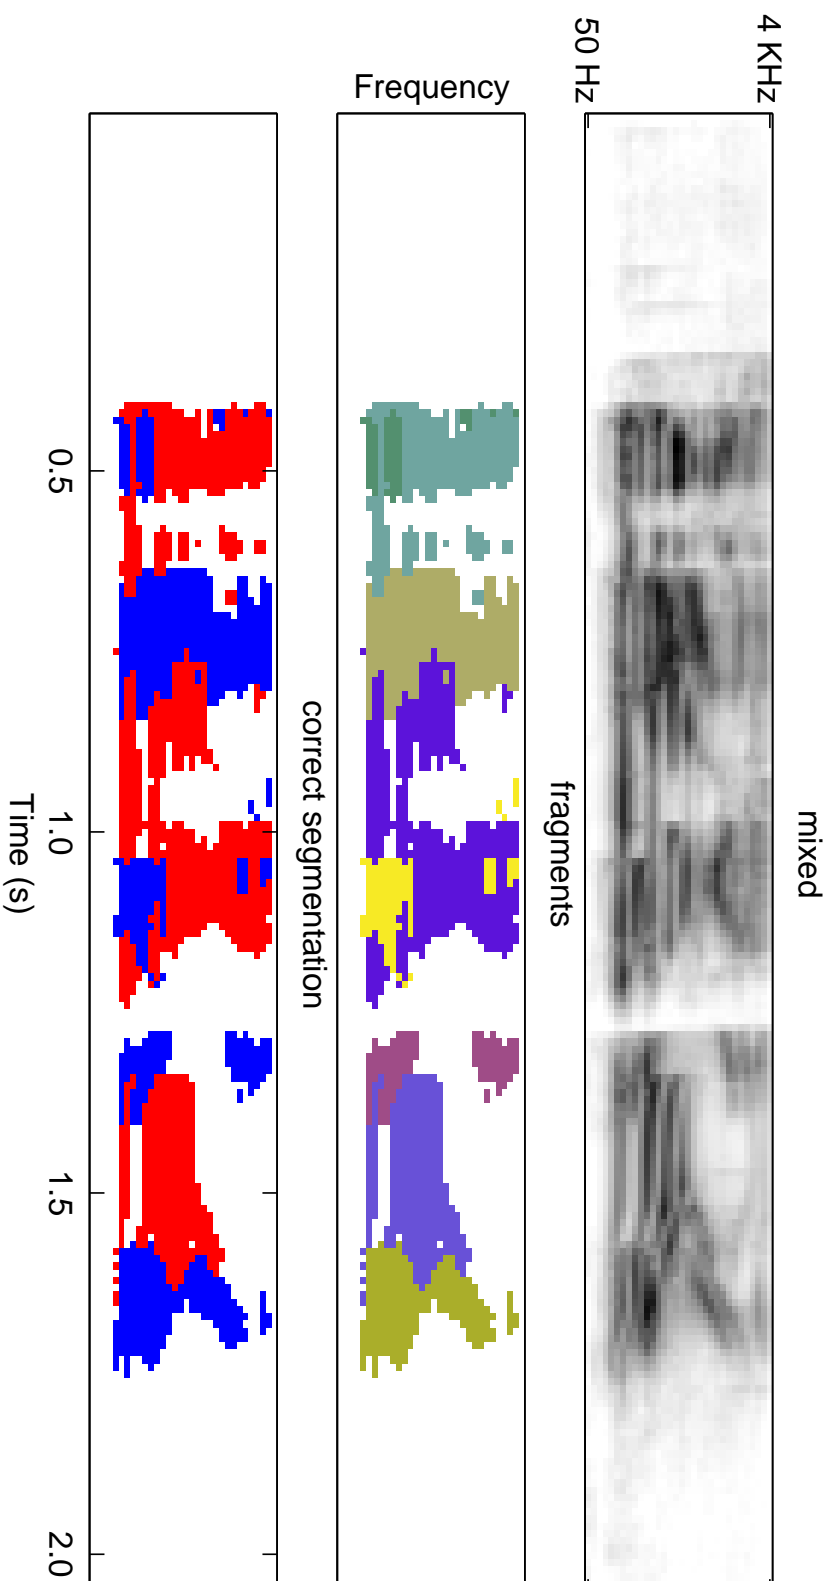 mixed
4 KHz
50 Hz
fragments
Frequency
correct segmentation
0.5
1.0
1.5
2.0
Time (s)